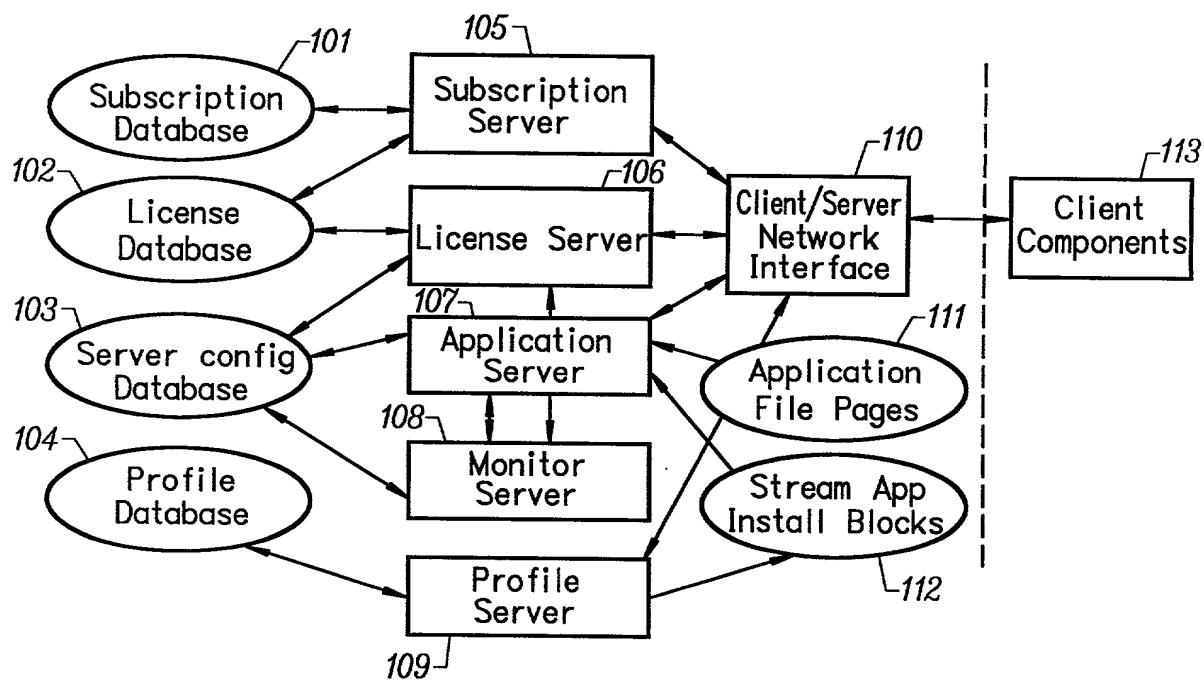 101
Subscription
Database
105
Subscription
Server
102
License
Database
106
License Server
110
Client/Server
Network
Interface
113
Client
Components
103
Server config
Database
107
Application
Server
111
Application
File Pages
104
Profile
Database
108
Monitor
Server
Stream App
Install Blocks
112
Profile
Server
109